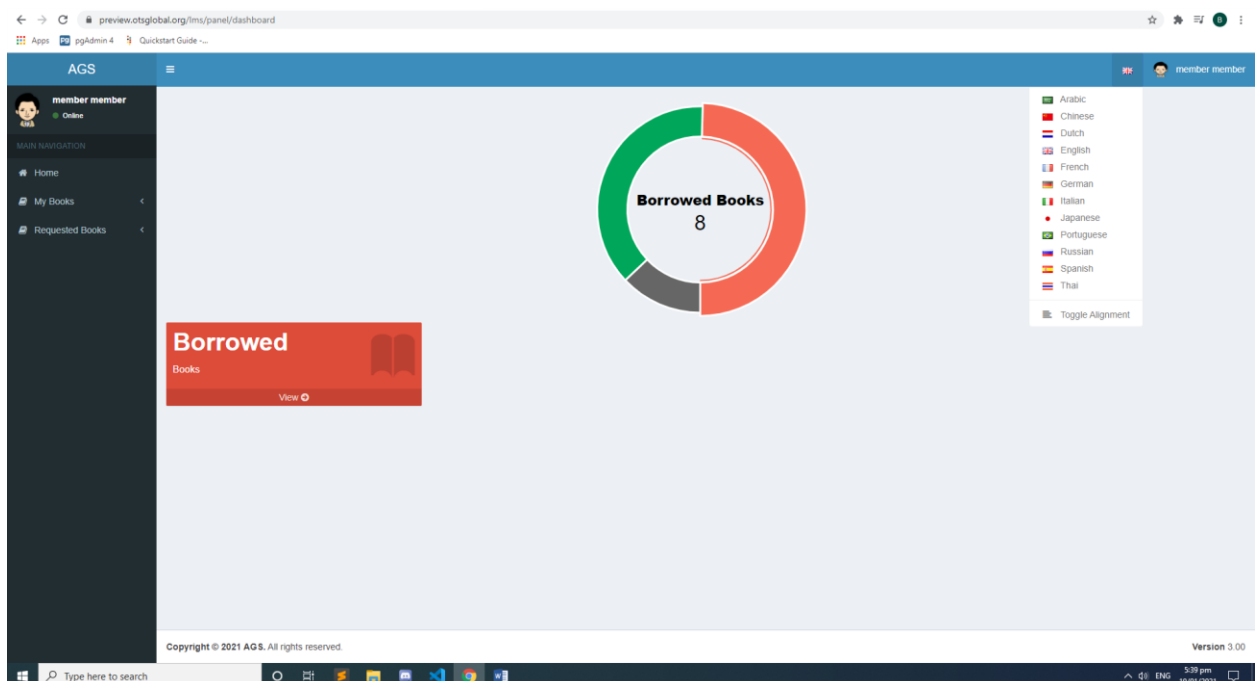 preview.otsglobal.org/lms/panel/dashboard
B
Apps pgAdmin 4 Quickstart Guide -...
AGS
member member
member member
Online
MAIN NAVIGATION
Home
My Books
Requested Books
Borrowed Books
8
Arabic
Chinese
Dutch
English
French
German
Italian
Japanese
Portuguese
Russian
Spanish
Thai
Toggle Alignment
Borrowed
Books
View
Copyright © 2021 AGS. All rights reserved.
Version 3.00
Type here to search
ENG
5:39 pm